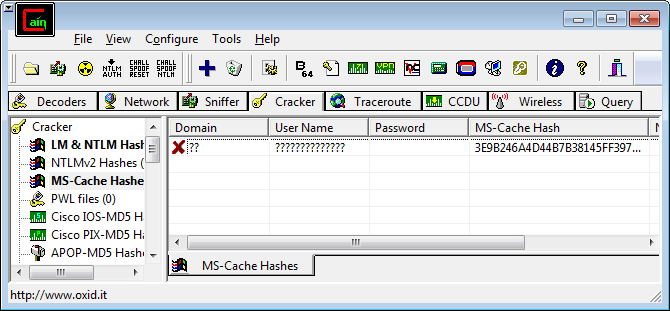 Cain
File View Configure Tools Help
NTLM AUTH CHALL SPOOF RESET CHALL SPOOF NTLM B 64
Decoders Network Sniffer Cracker Traceroute CCDU Wireless Query
Cracker
LM & NTLM Hash
NTLMv2 Hashes (
MS-Cache Hashes
PWL files (0)
Cisco IOS-MD5 H
Cisco PIX-MD5 H
APOP-MD5 Hashe
Domain User Name Password MS-Cache Hash N
?? ?????????????? 3E9B246A4D44B7B38145FF397...
MS-Cache Hashes
http://www.oxid.it